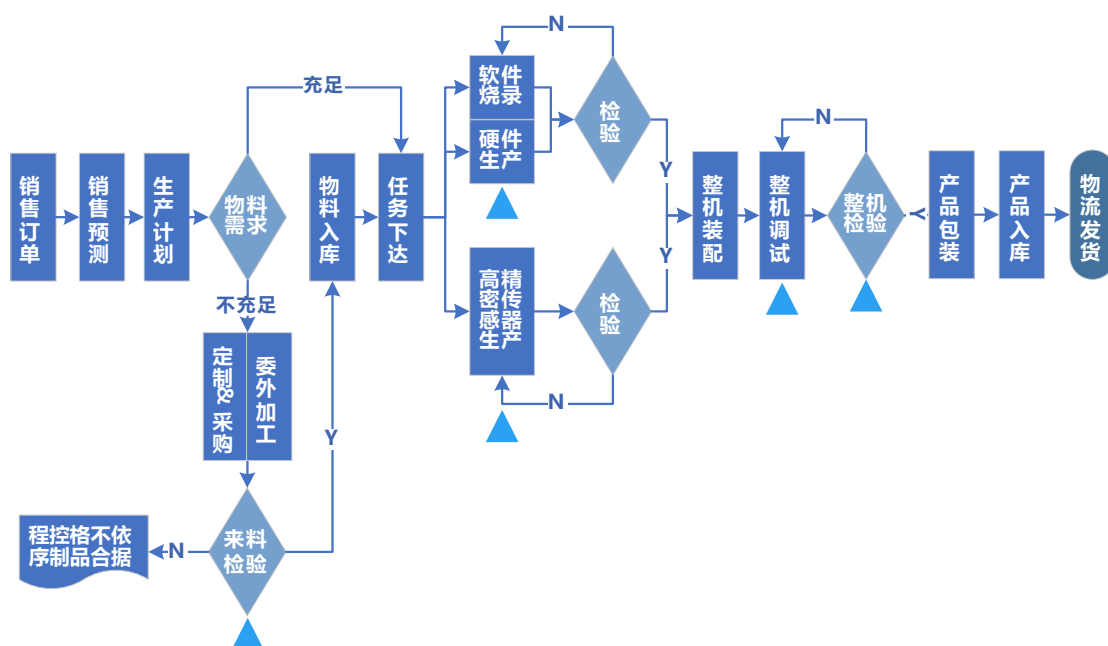 销售订单
销售预测
生产计划
物料
需求
充足
不充足
定制&采购
委外加工
来料
检验
N
程控格不依
序制品合据
Y
物料入库
任务下达
软件
烧录
硬件
生产
检验
N
Y
高精
密传
感器
生产
检验
N
Y
整机装配
整机调试
整机
检验
N
Y
产品包装
产品入库
物流发货